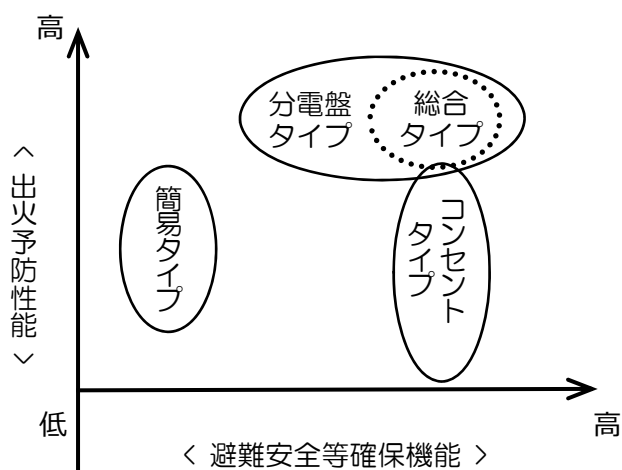 高
分電盤
タイプ
総合
タイプ
〈 出火予防性能 〉
簡易タイプ
コンセント
タイプ
低
高
〈 避難安全等確保機能 〉